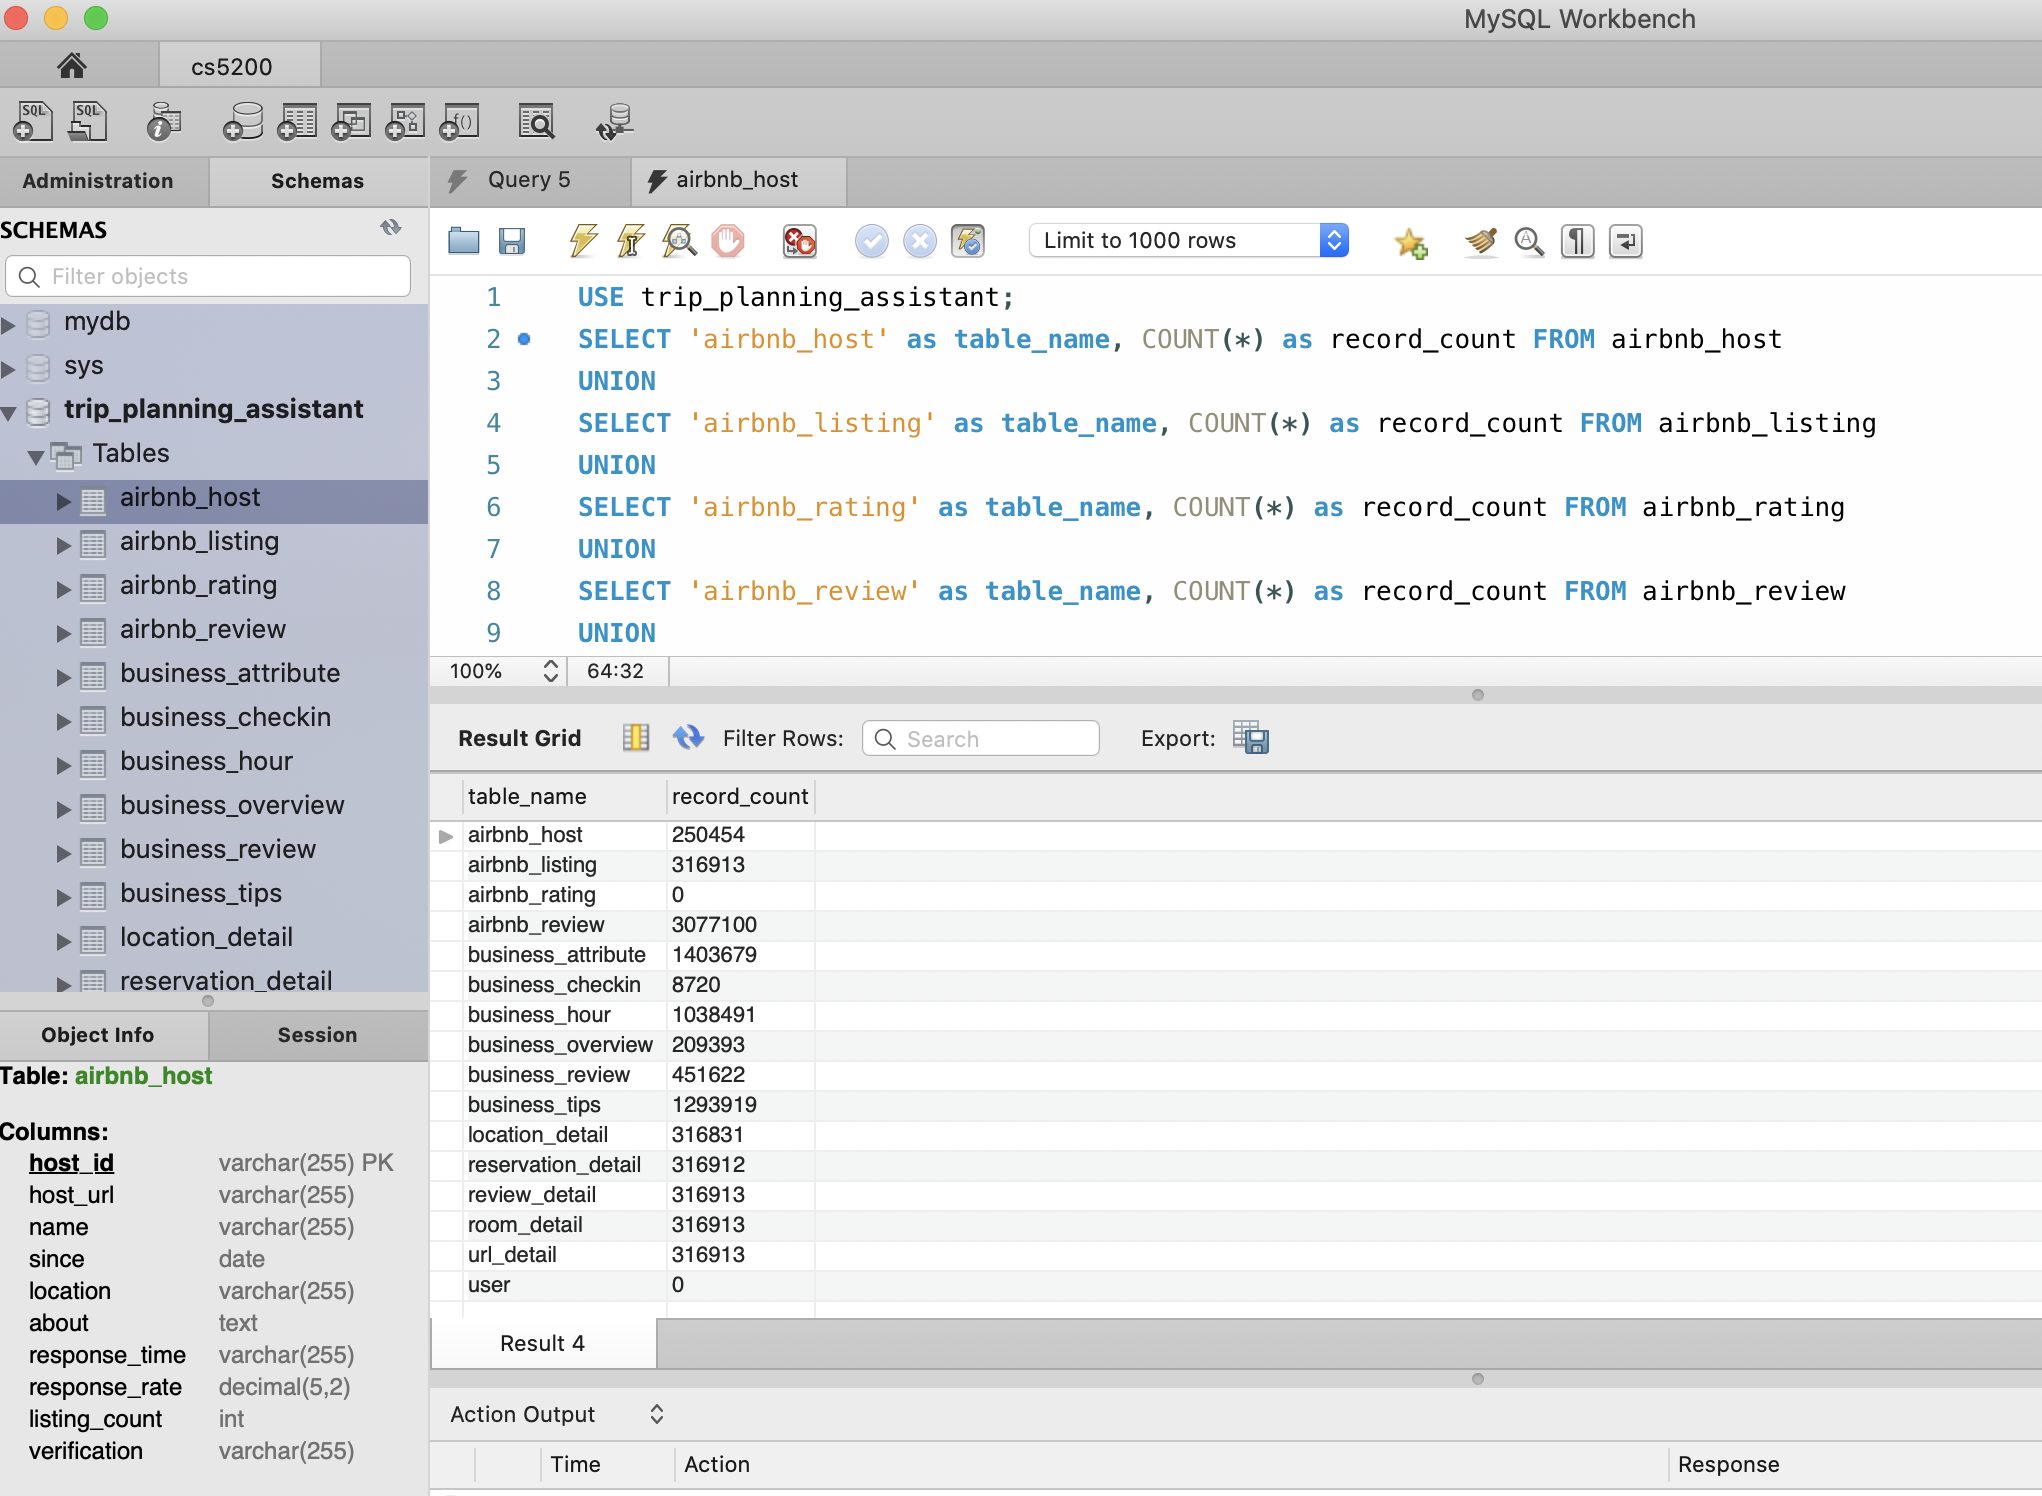 MySQL Workbench
cs5200
SQL SQL f()
Administration Schemas
SCHEMAS
Filter objects
mydb
sys
trip_planning_assistant
Tables
airbnb_host
airbnb_listing
airbnb_rating
airbnb_review
business_attribute
business_checkin
business_hour
business_overview
business_review
business_tips
location_detail
reservation_detail
Object Info Session
Table: airbnb_host
Columns:
host_id varchar(255) PK
host_url varchar(255)
name varchar(255)
since date
location varchar(255)
about text
response_time varchar(255)
response_rate decimal(5,2)
listing_count int
verification varchar(255)
Query 5 airbnb_host
Limit to 1000 rows
1 USE trip_planning_assistant;
2 SELECT 'airbnb_host' as table_name, COUNT(*) as record_count FROM airbnb_host
3 UNION
4 SELECT 'airbnb_listing' as table_name, COUNT(*) as record_count FROM airbnb_listing
5 UNION
6 SELECT 'airbnb_rating' as table_name, COUNT(*) as record_count FROM airbnb_rating
7 UNION
8 SELECT 'airbnb_review' as table_name, COUNT(*) as record_count FROM airbnb_review
9 UNION
100% 64:32
Result Grid Filter Rows: Search Export:
table_name record_count
airbnb_host 250454
airbnb_listing 316913
airbnb_rating 0
airbnb_review 3077100
business_attribute 1403679
business_checkin 8720
business_hour 1038491
business_overview 209393
business_review 451622
business_tips 1293919
location_detail 316831
reservation_detail 316912
review_detail 316913
room_detail 316913
url_detail 316913
user 0
Result 4
Action Output
Time Action Response